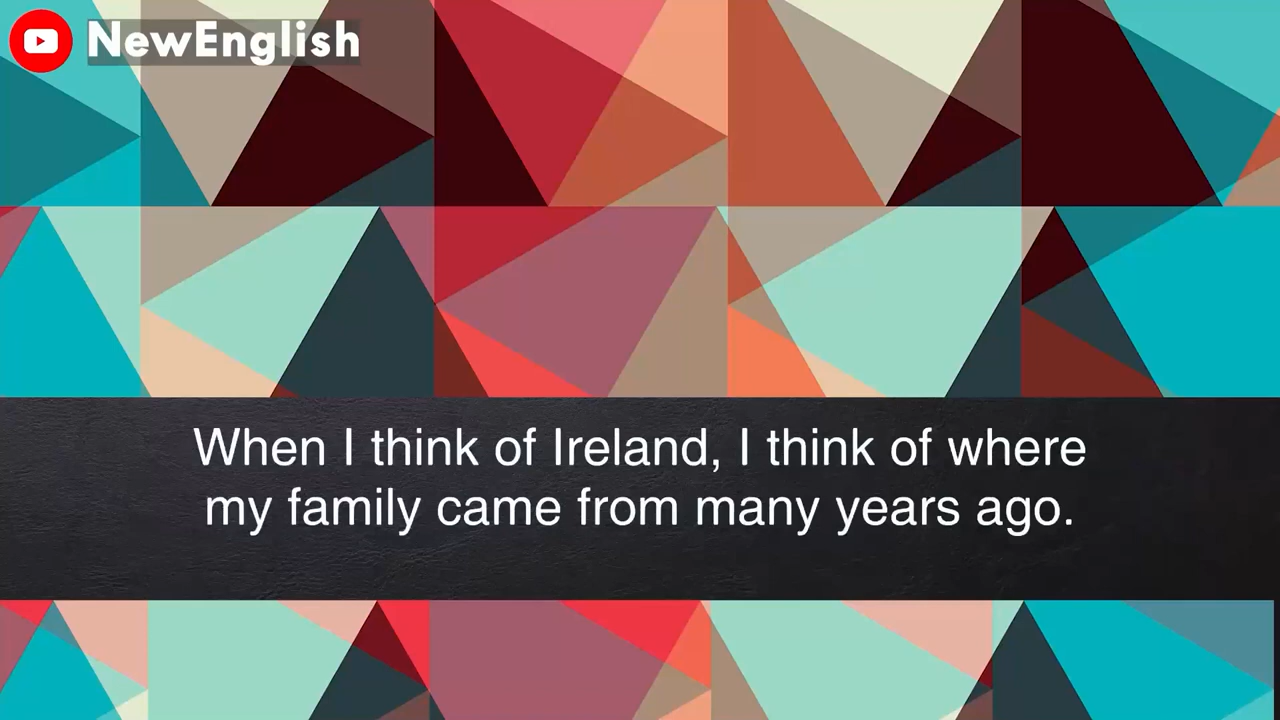 NewEnglish
When I think of Ireland, I think of where
my family came from many years ago.